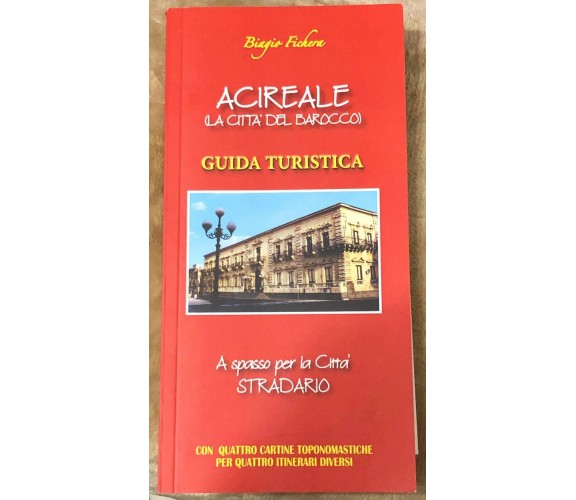 Biagio Fichera
ACIREALE
(LA CITTA' DEL BAROCCO)
GUIDA TURISTICA
A spasso per la Citta'
STRADARIO
CON QUATTRO CARTINE TOPONOMASTICHE
PER QUATTRO ITINERARI DIVERSI